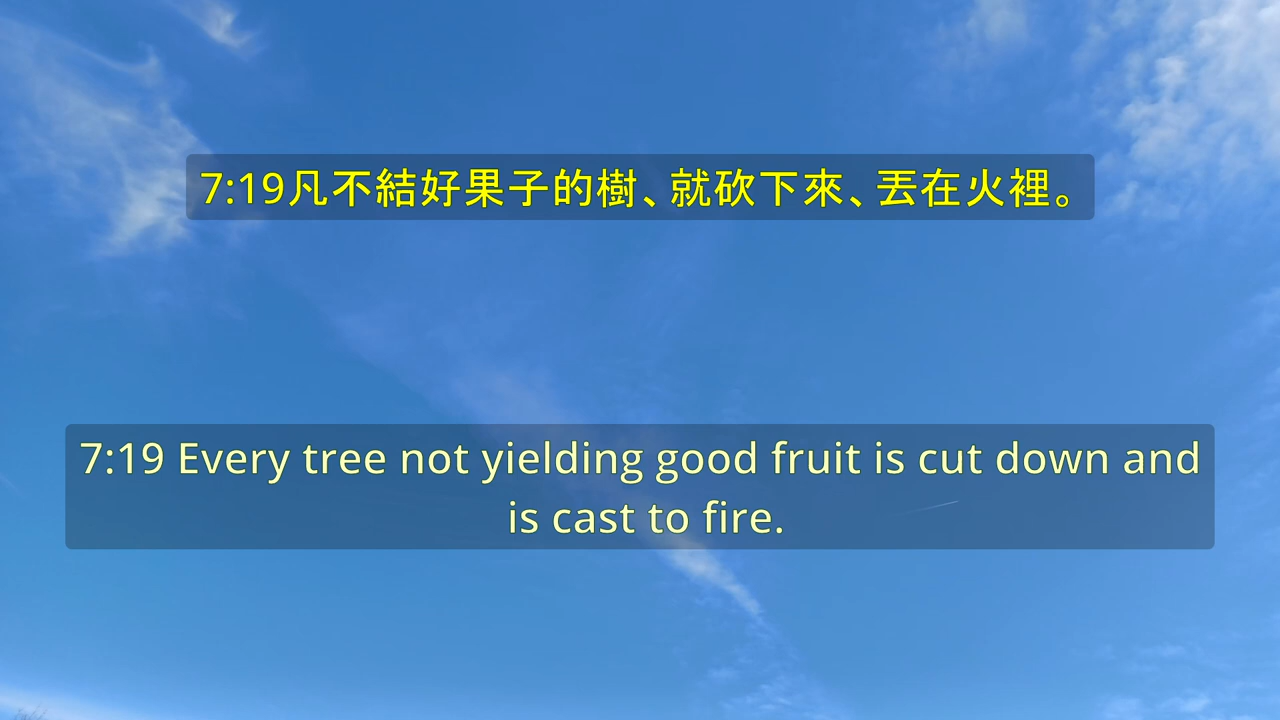 7:19凡不結好果子的樹、就砍下來、丟在火裡。
7:19 Every tree not yielding good fruit is cut down and
is cast to fire.